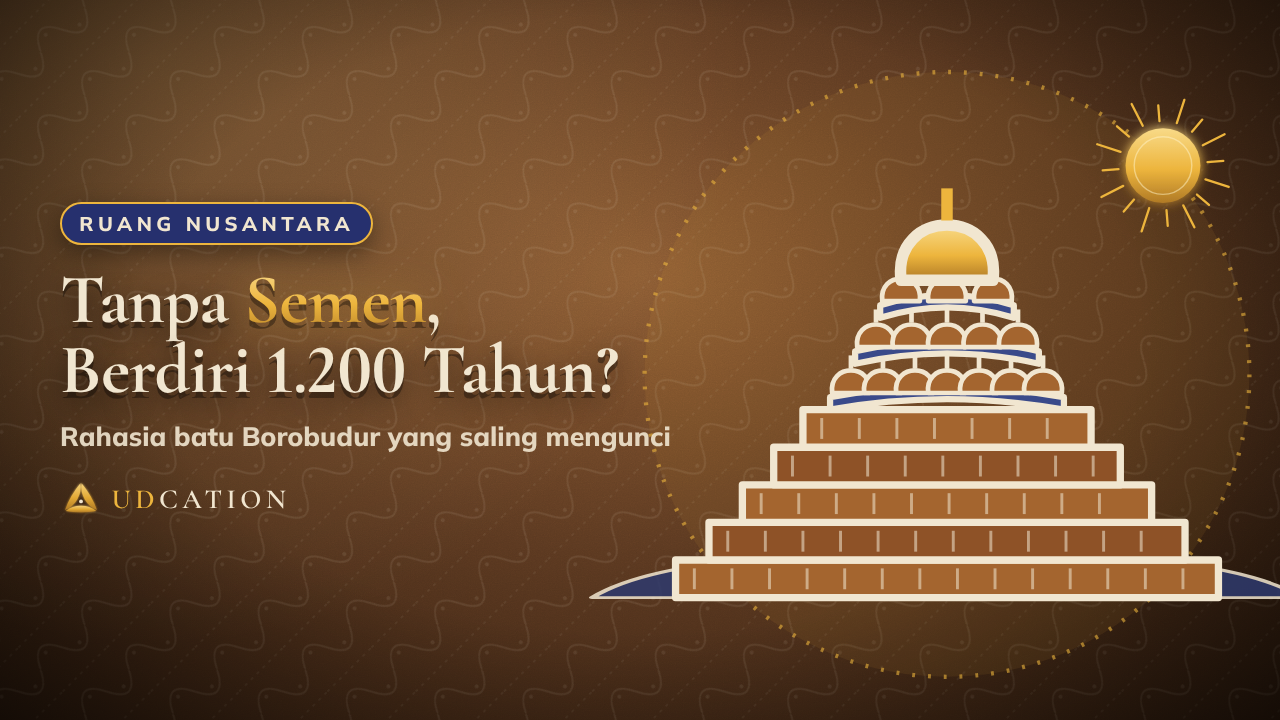 RUANG NUSANTARA
Tanpa Semen,
Berdiri 1.200 Tahun?
Rahasia batu Borobudur yang saling mengunci
UDCATION